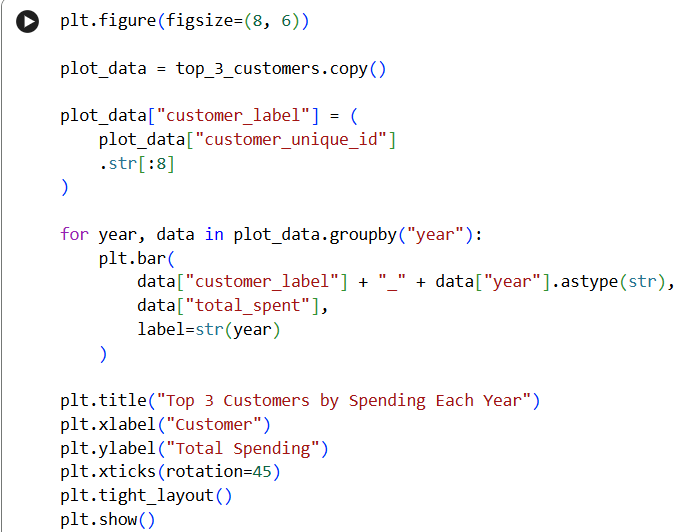 plt.figure(figsize=(8, 6))

plot_data = top_3_customers.copy()

plot_data["customer_label"] = (
    plot_data["customer_unique_id"]
    .str[:8]
)

for year, data in plot_data.groupby("year"):
    plt.bar(
        data["customer_label"] + "_" + data["year"].astype(str),
        data["total_spent"],
        label=str(year)
    )

plt.title("Top 3 Customers by Spending Each Year")
plt.xlabel("Customer")
plt.ylabel("Total Spending")
plt.xticks(rotation=45)
plt.tight_layout()
plt.show()